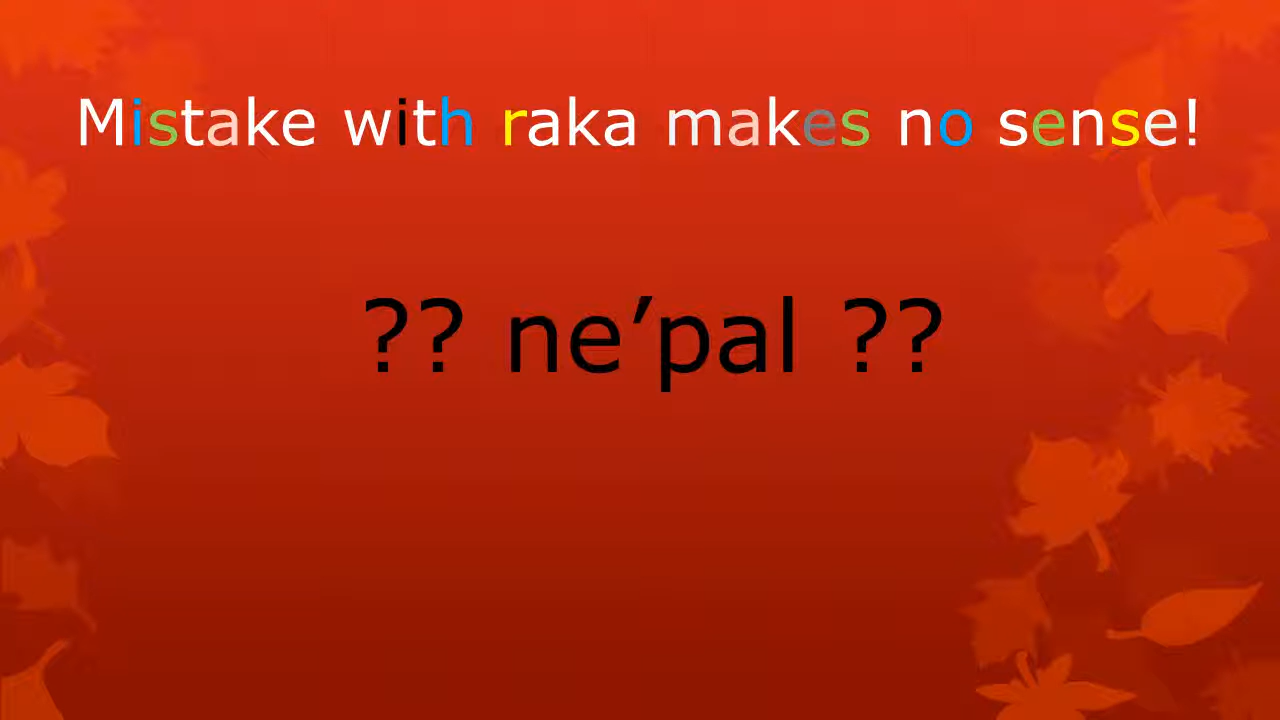 Mistake with raka makes no sense!
?? ne’pal ??